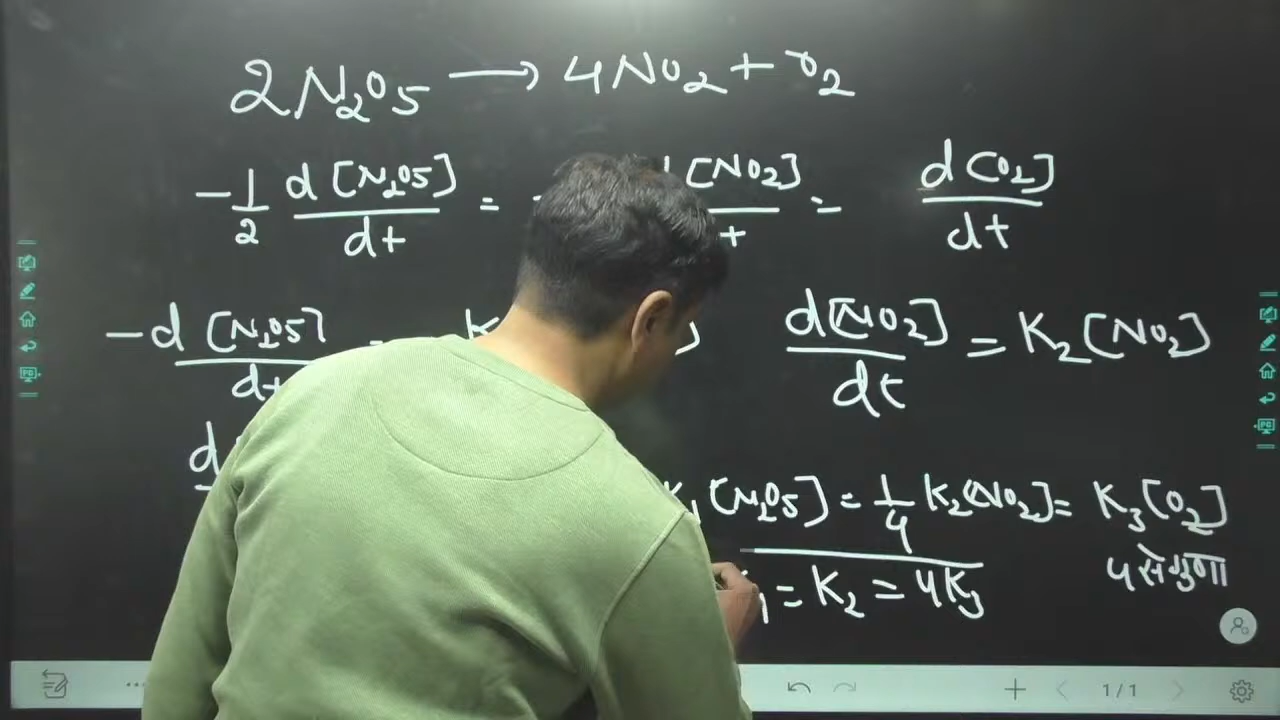 2N₂O₅ → 4NO₂ + O₂
-1/2 d[N₂O₅]/dt = [NO₂] = d[O₂]/dt
-d[N₂O₅]/dt = K d[NO₂]/dt = K₂[NO₂]
d
K₁[N₂O₅] = 1/4 K₂[NO₂] = K₃[O₂]
4 से गुणा
= K₂ = 4K₃
1/1